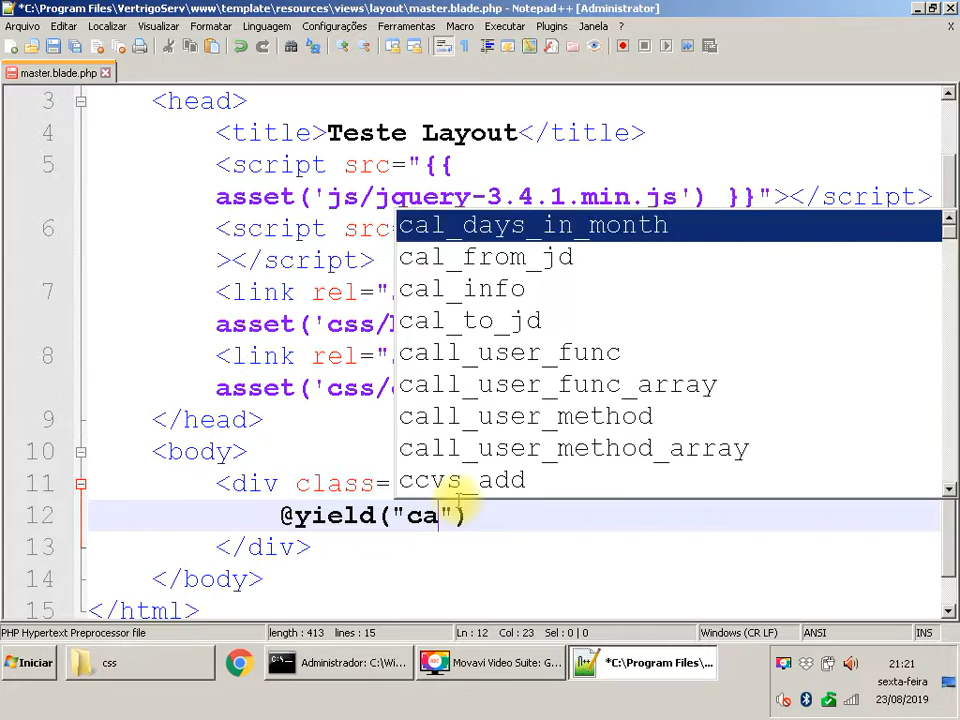 *C:\Program Files\VertrigoServ\www\template\resources\views\layout\master.blade.php - Notepad++ [Administrador]
Arquivo Editar Localizar Visualizar Formatar Linguagem Configurações Ferramentas Macro Executar Plugins Janela ? X
master.blade.php
3 <head>
4 <title>Teste Layout</title>
5 <script src="{{
asset('js/jquery-3.4.1.min.js') }}"></script>
6 <script src=
></script>
7 <link rel="
asset('css/
8 <link rel="
asset('css/
9 </head>
10 <body>
11 <div class=
12 @yield("ca")
13 </div>
14 </body>
15 </html>
cal_days_in_month
cal_from_jd
cal_info
cal_to_jd
call_user_func
call_user_func_array
call_user_method
call_user_method_array
ccvs_add
PHP Hypertext Preprocessor file length : 413 lines : 15 Ln : 12 Col : 23 Sel : 0 | 0 Windows (CR LF) ANSI INS
Iniciar css Administrador: C:\Wi... Movavi Video Suite: G... *C:\Program Files\...
21:21
sexta-feira
23/08/2019